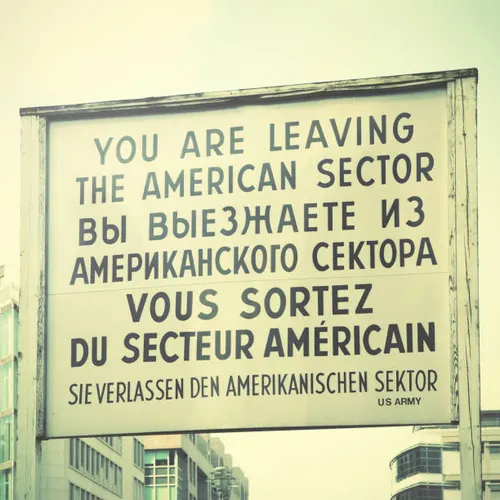 YOU ARE LEAVING
THE AMERICAN SECTOR
ВЫ ВЫЕЗЖАЕТЕ ИЗ
АМЕРИКАНСКОГО СЕКТОРА
VOUS SORTEZ
DU SECTEUR AMÉRICAIN
SIE VERLASSEN DEN AMERIKANISCHEN SEKTOR
US ARMY